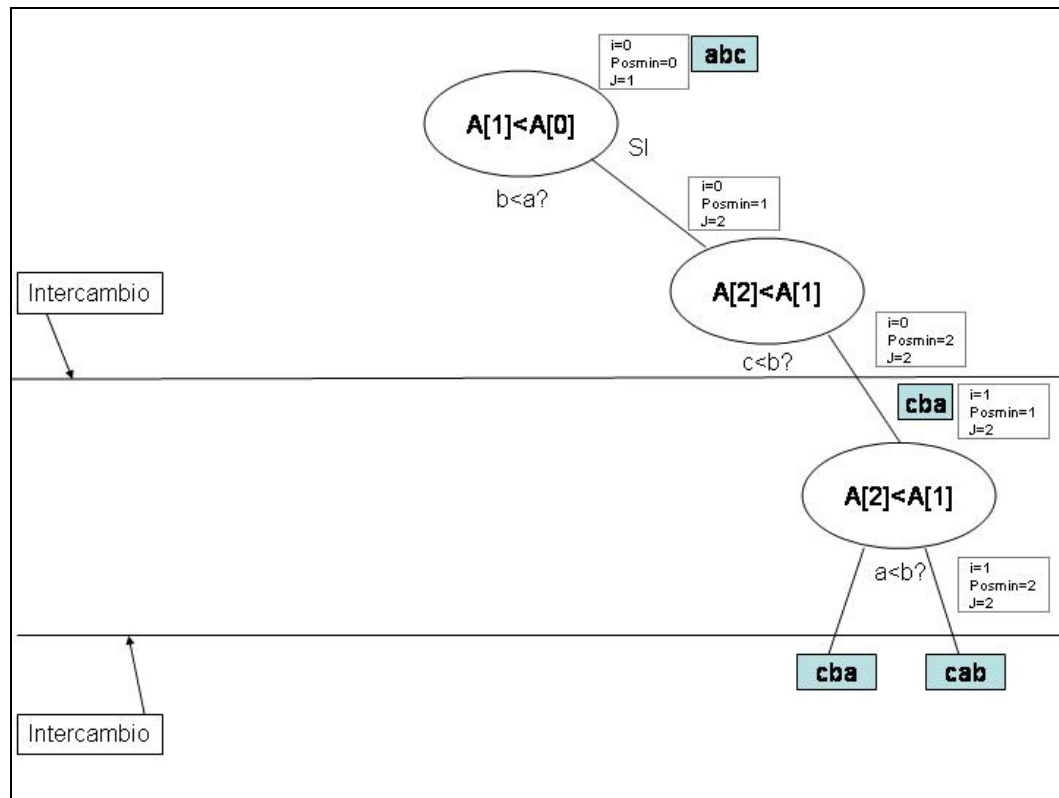 i=0
Posmin=0
J=1
abc
A[1]<A[0]
SI
b<a?
i=0
Posmin=1
J=2
A[2]<A[1]
Intercambio
c<b?
i=0
Posmin=2
J=2
cba
i=1
Posmin=1
J=2
A[2]<A[1]
a<b?
i=1
Posmin=2
J=2
cba
cab
Intercambio